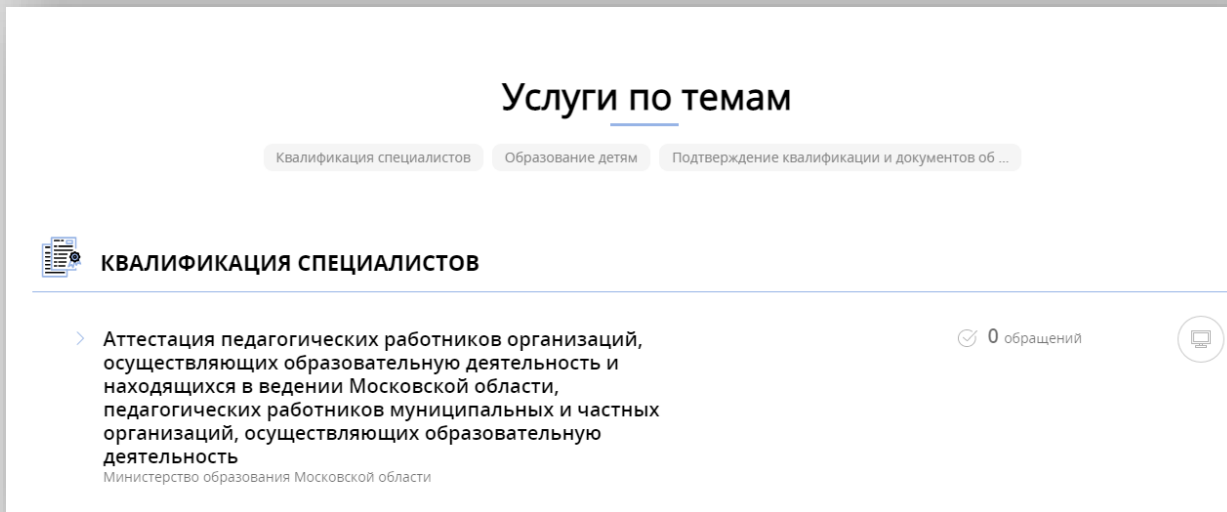 Услуги по темам
Квалификация специалистов Образование детям Подтверждение квалификации и документов об ...
КВАЛИФИКАЦИЯ СПЕЦИАЛИСТОВ
Аттестация педагогических работников организаций, 0 обращений
осуществляющих образовательную деятельность и
находящихся в ведении Московской области,
педагогических работников муниципальных и частных
организаций, осуществляющих образовательную
деятельность
Министерство образования Московской области